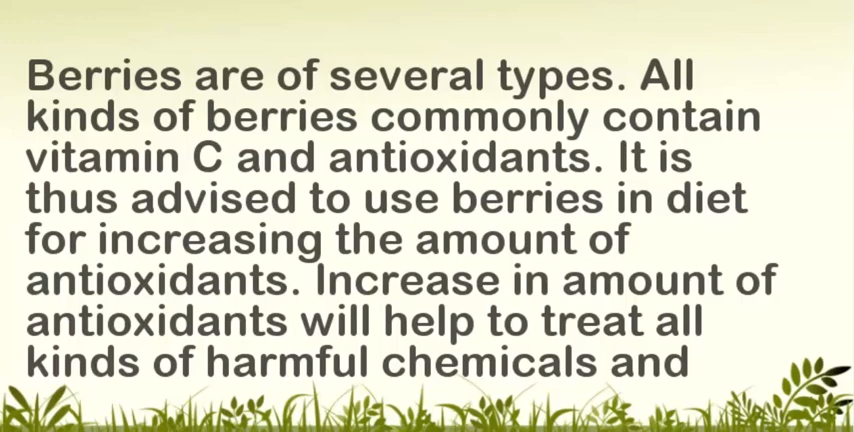 Berries are of several types. All
kinds of berries commonly contain
vitamin C and antioxidants. It is
thus advised to use berries in diet
for increasing the amount of
antioxidants. Increase in amount of
antioxidants will help to treat all
kinds of harmful chemicals and